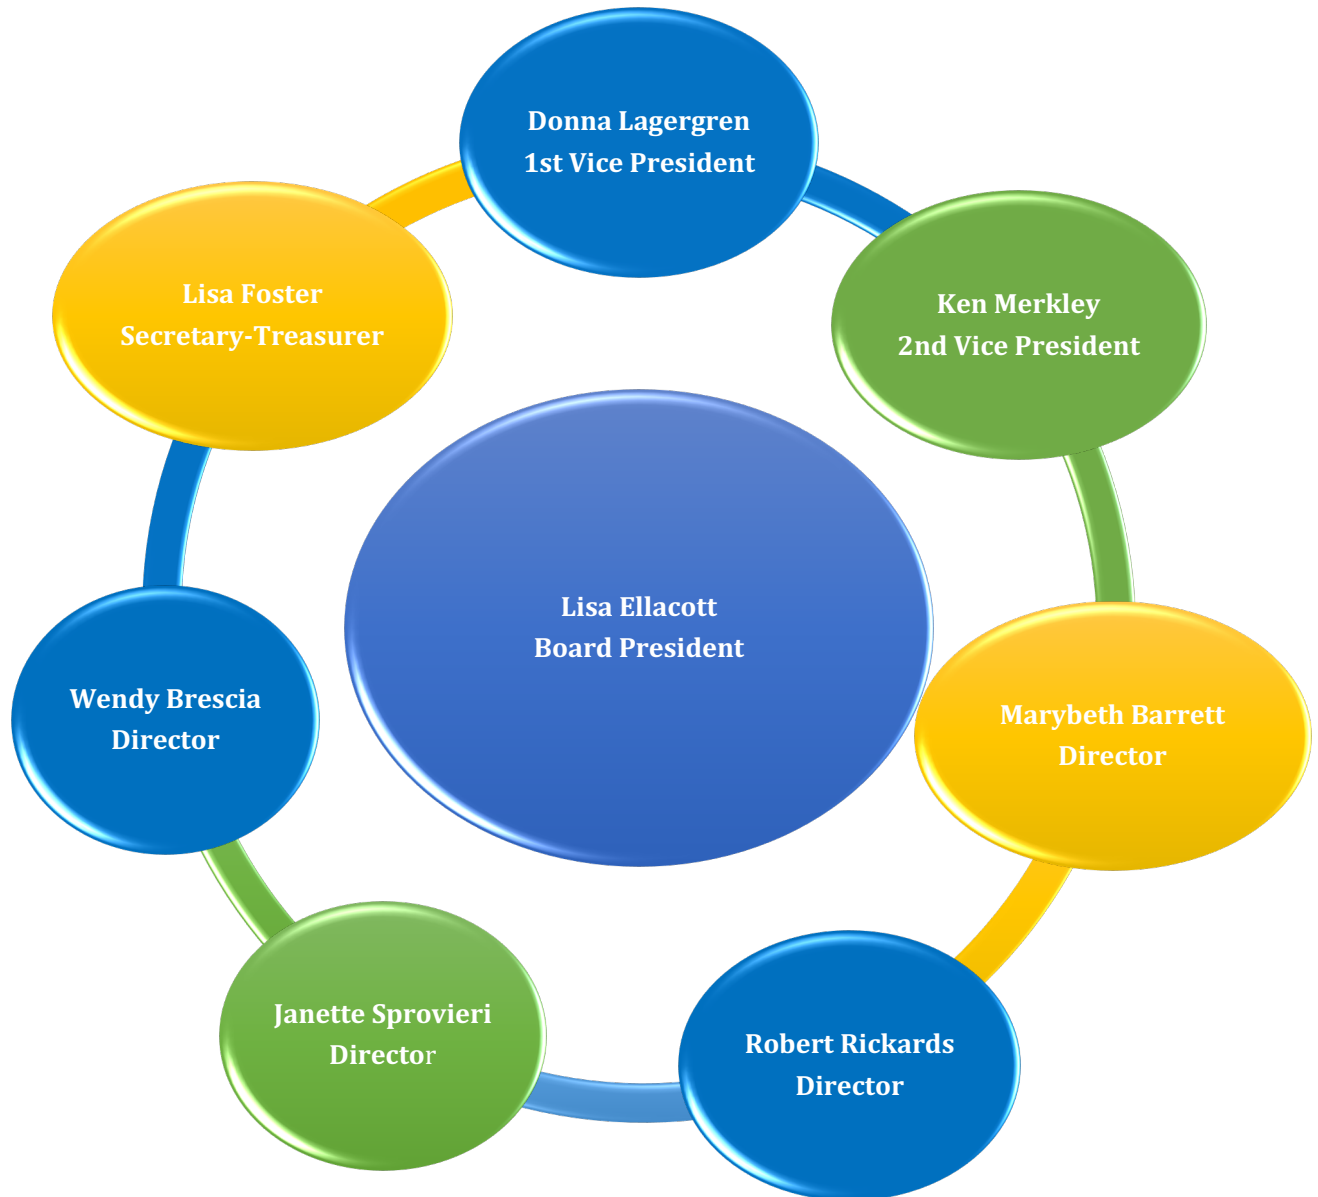 Donna Lagergren
1st Vice President
Lisa Foster
Secretary-Treasurer
Ken Merkley
2nd Vice President
Lisa Ellacott
Board President
Wendy Brescia
Director
Marybeth Barrett
Director
Janette Sprovieri
Director
Robert Rickards
Director